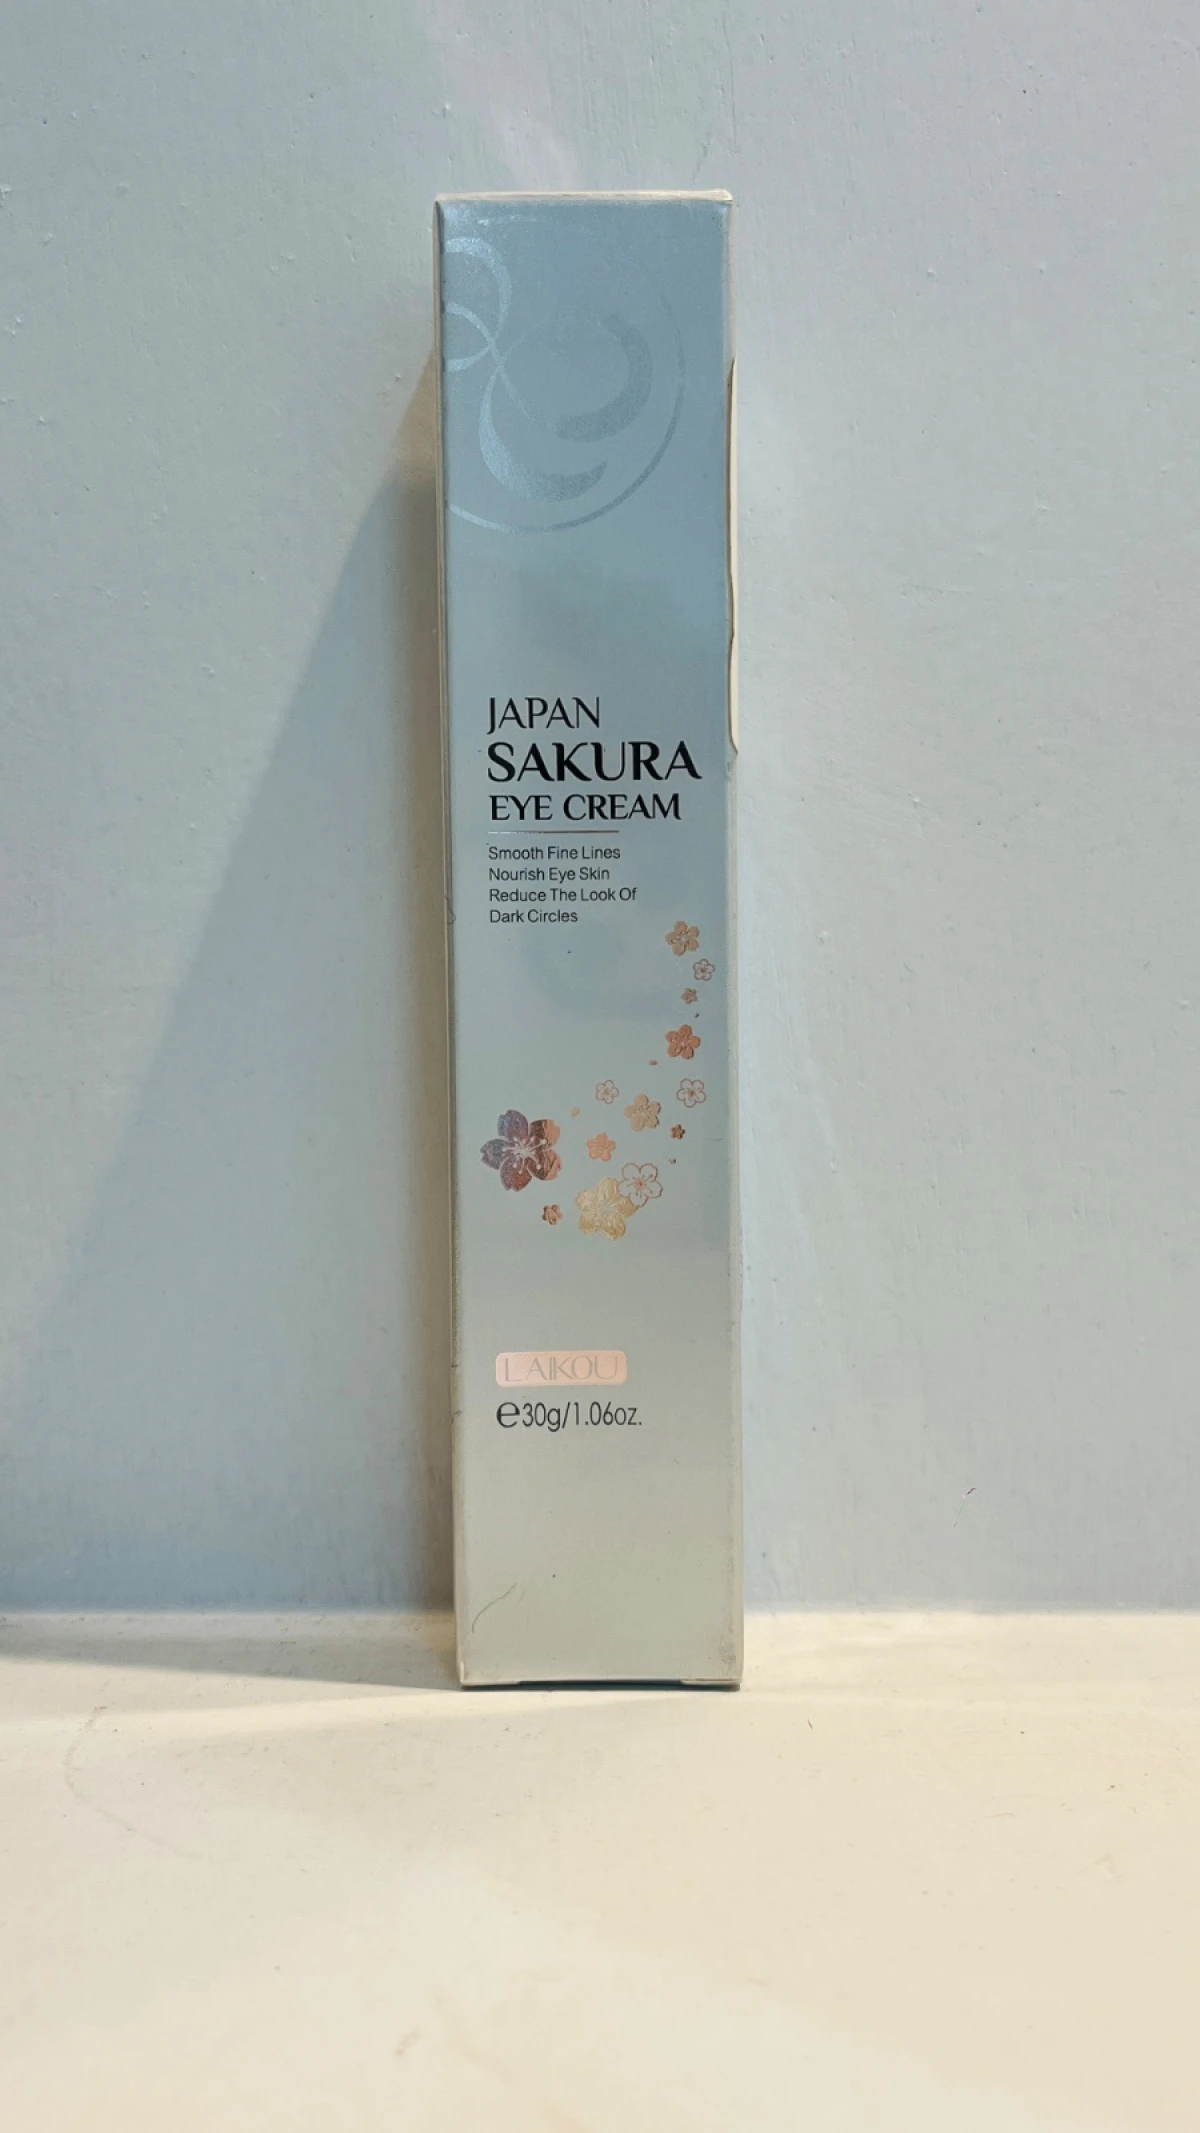 JAPAN
SAKURA
EYE CREAM
Smooth Fine Lines
Nourish Eye Skin
Reduce The Look Of
Dark Circles
LAIKOU
℮30g/1.06oz.